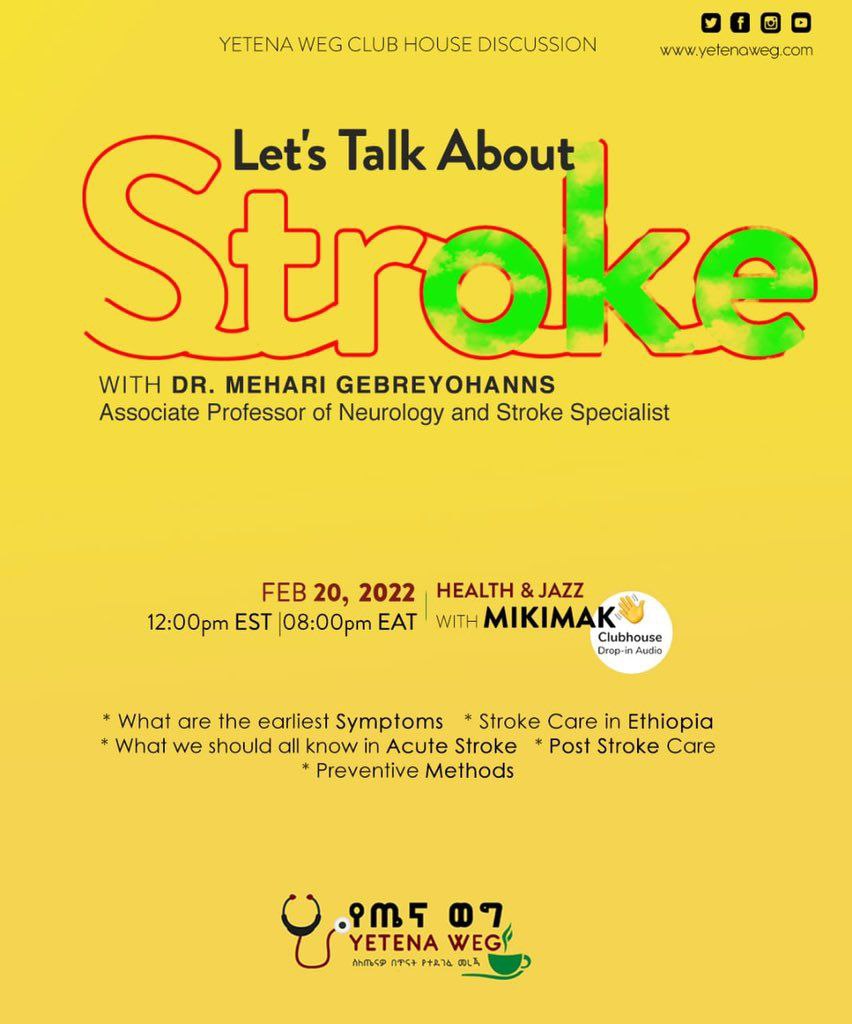 YETENA WEG CLUB HOUSE DISCUSSION
www.yetenaweg.com
Let's Talk About
Stroke
WITH DR. MEHARI GEBREYOHANNS
Associate Professor of Neurology and Stroke Specialist
FEB 20, 2022
12:00pm EST |08:00pm EAT
HEALTH & JAZZ
WITH MIKIMAK
Clubhouse
Drop-in Audio
* What are the earliest Symptoms * Stroke Care in Ethiopia
* What we should all know in Acute Stroke * Post Stroke Care
* Preventive Methods
የጤና ወግ
YETENA WEG
ስለጤናዎ በጥናት የተደገፈ መረጃ